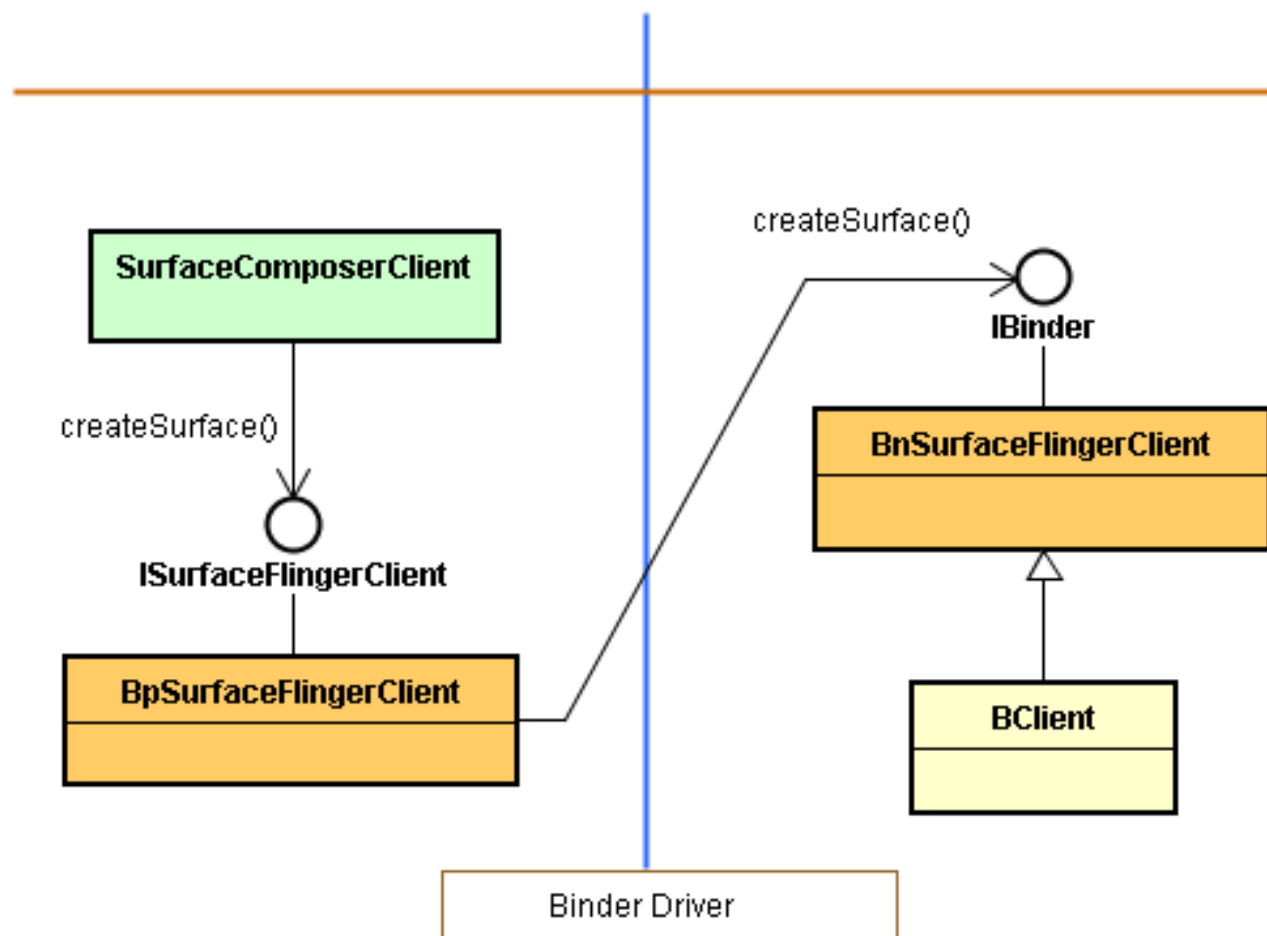 createSurface()
SurfaceComposerClient
IBinder
createSurface()
BnSurfaceFlingerClient
ISurfaceFlingerClient
BpSurfaceFlingerClient
BClient
Binder Driver